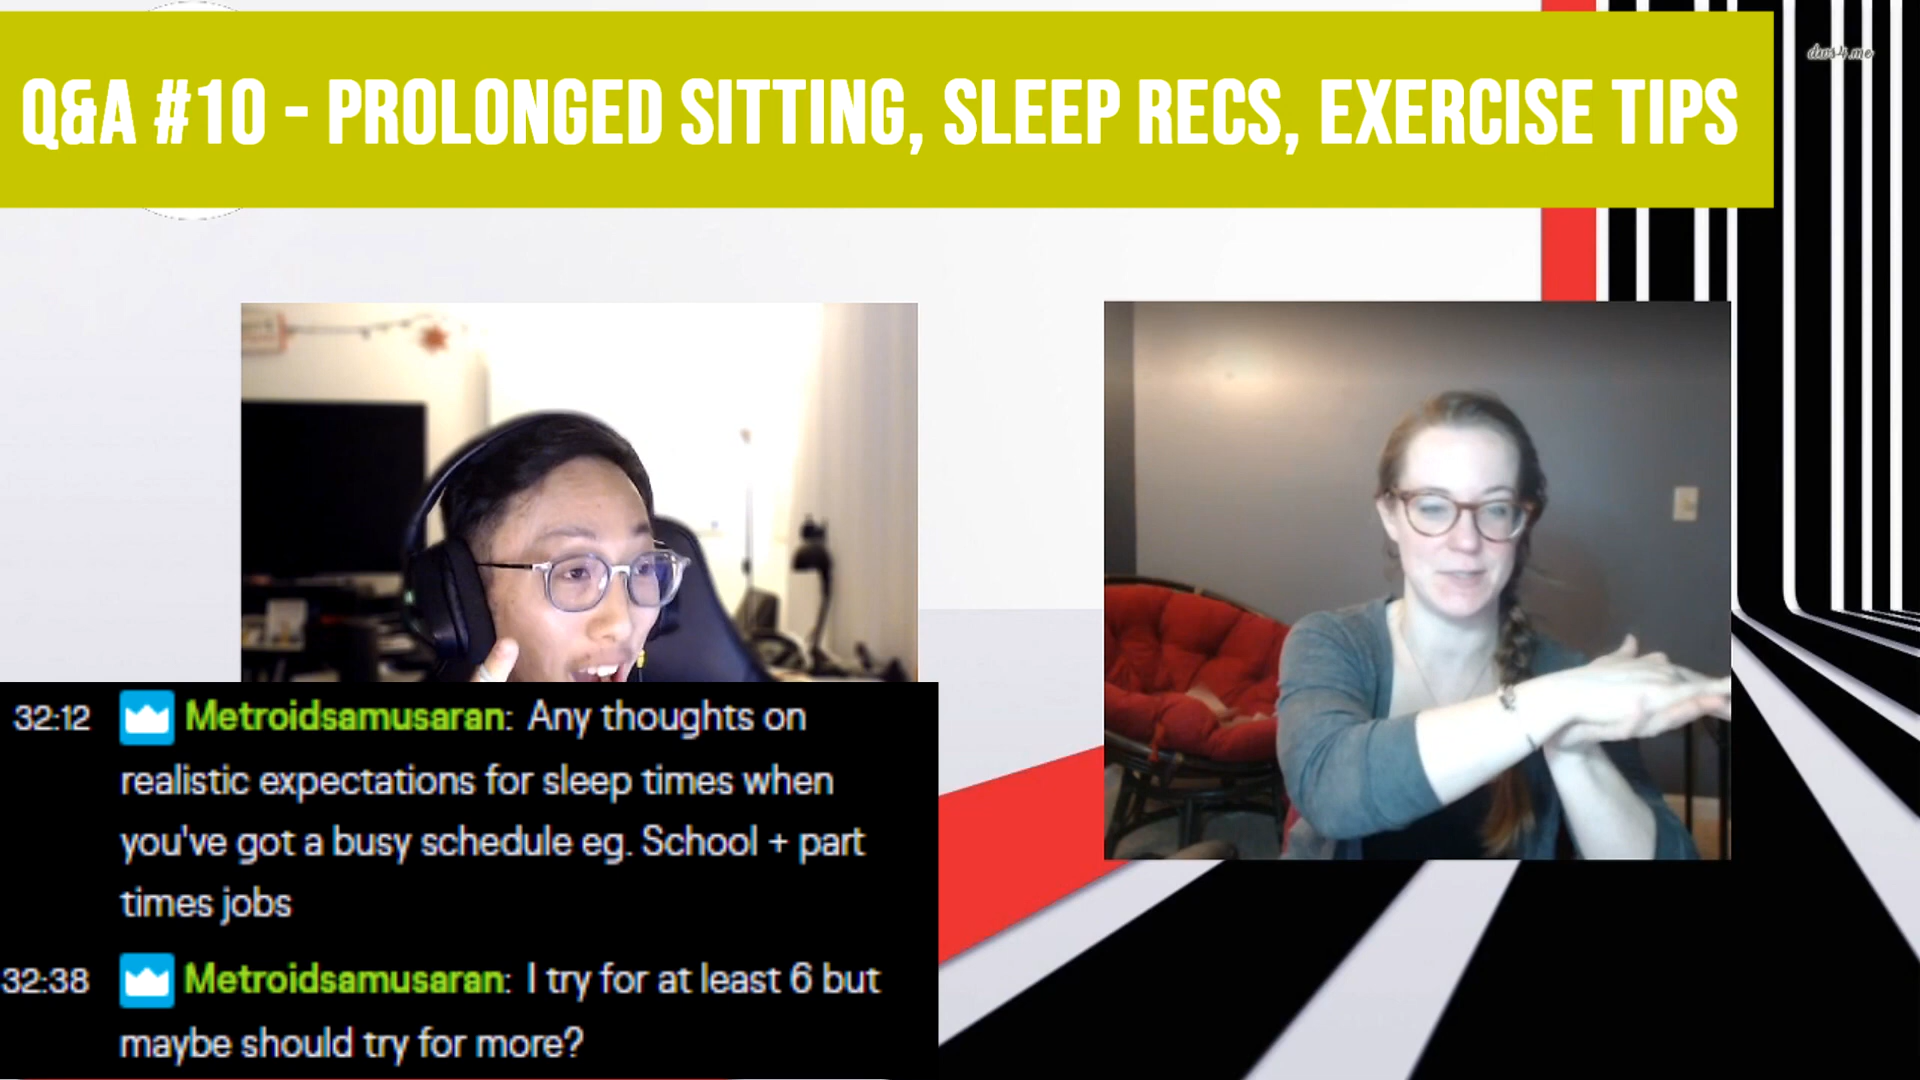 Q&A #10 - PROLONGED SITTING, SLEEP RECS, EXERCISE TIPS
32:12 Metroidsamusaran: Any thoughts on
realistic expectations for sleep times when
you've got a busy schedule eg. School + part
times jobs
32:38 Metroidsamusaran: I try for at least 6 but
maybe should try for more?